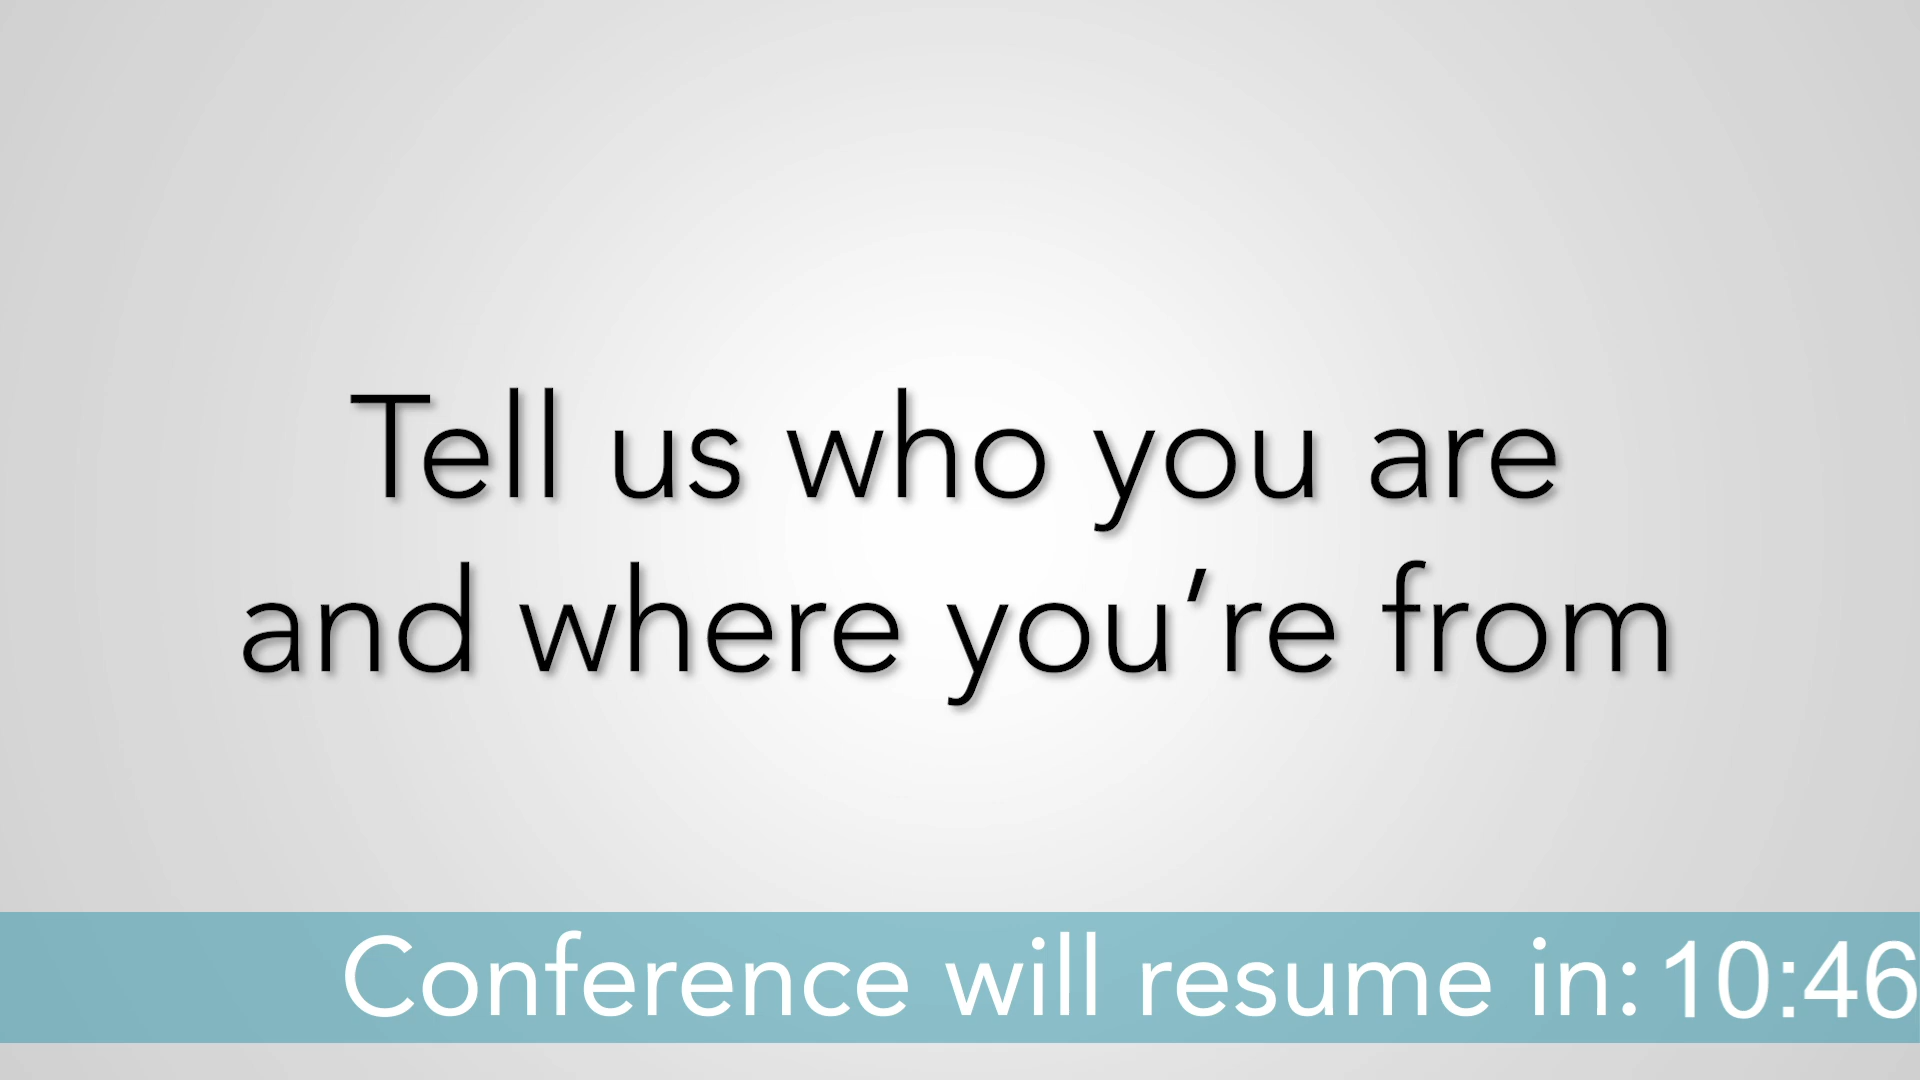 Tell us who you are
and where you’re from
Conference will resume in: 10:46